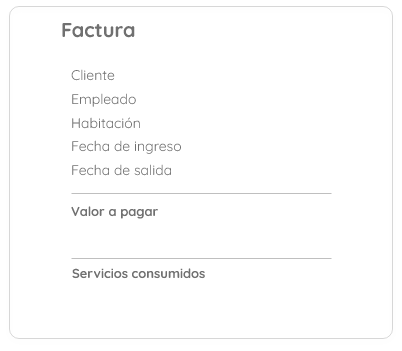 Factura
Cliente
Empleado
Habitación
Fecha de ingreso
Fecha de salida
Valor a pagar
Servicios consumidos